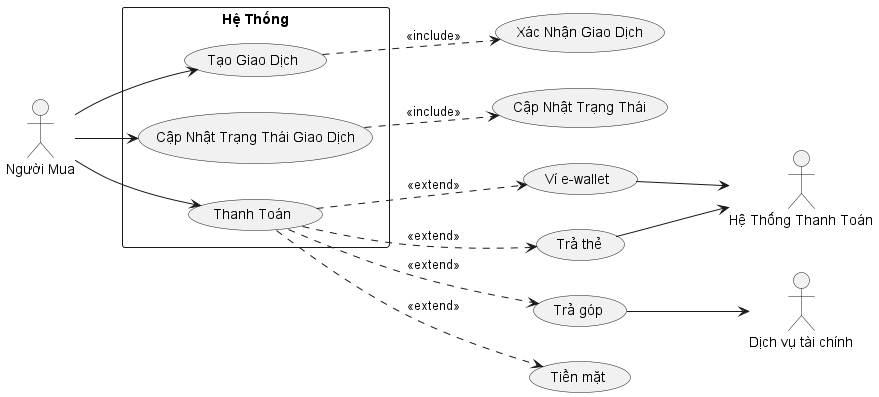 Hệ Thống
Tạo Giao Dịch
«include»
Xác Nhận Giao Dịch
Người Mua
Cập Nhật Trạng Thái Giao Dịch
«include»
Cập Nhật Trạng Thái
Thanh Toán
«extend»
Ví e-wallet
«extend»
Trả thẻ
Hệ Thống Thanh Toán
«extend»
Trả góp
Dịch vụ tài chính
«extend»
Tiền mặt